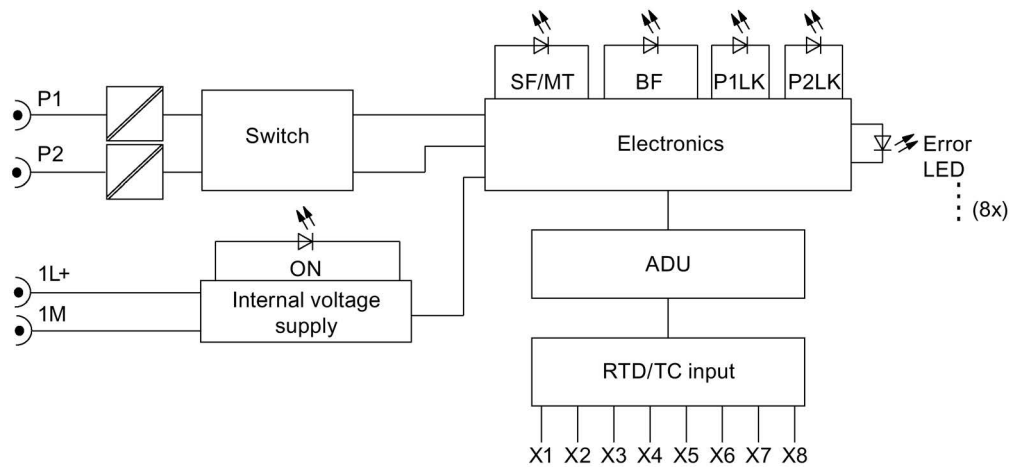 SF/MT
BF
P1LK
P2LK
P1
Switch
Electronics
Error
LED
P2
(8x)
ON
ADU
1L+
Internal voltage
supply
1M
RTD/TC input
X1 X2 X3 X4 X5 X6 X7 X8